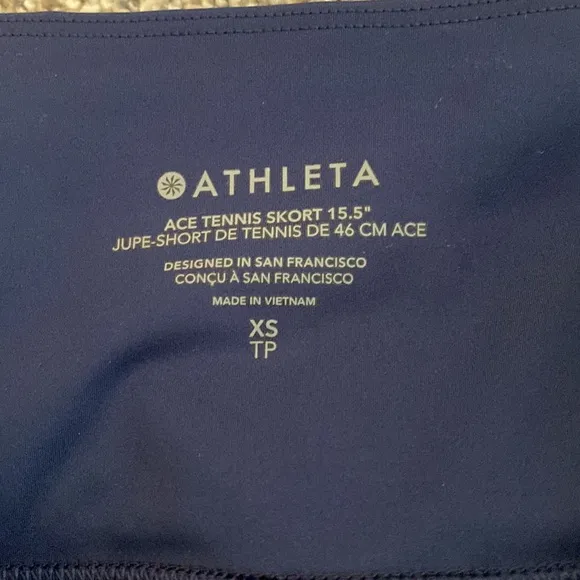 ATHLETA
ACE TENNIS SKORT 15.5"
JUPE-SHORT DE TENNIS DE 46 CM ACE
DESIGNED IN SAN FRANCISCO
CONÇU À SAN FRANCISCO
MADE IN VIETNAM
XS
TP